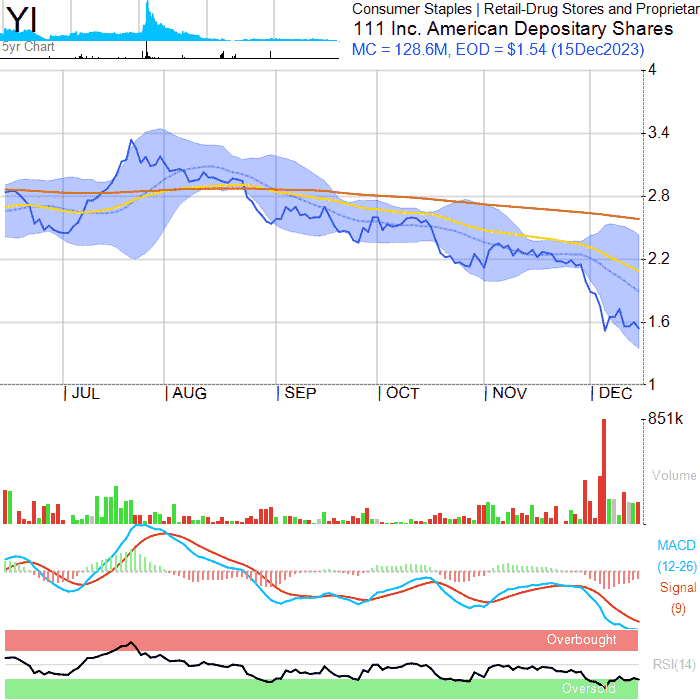 YI
5yr Chart
Consumer Staples | Retail-Drug Stores and Proprietar
111 Inc. American Depositary Shares
MC = 128.6M, EOD = $1.54 (15Dec2023)
4
3.4
2.8
2.2
1.6
1
JUL AUG SEP OCT NOV DEC
851k
Volume
MACD
(12-26)
Signal
(9)
Overbought
RSI(14)
Oversold